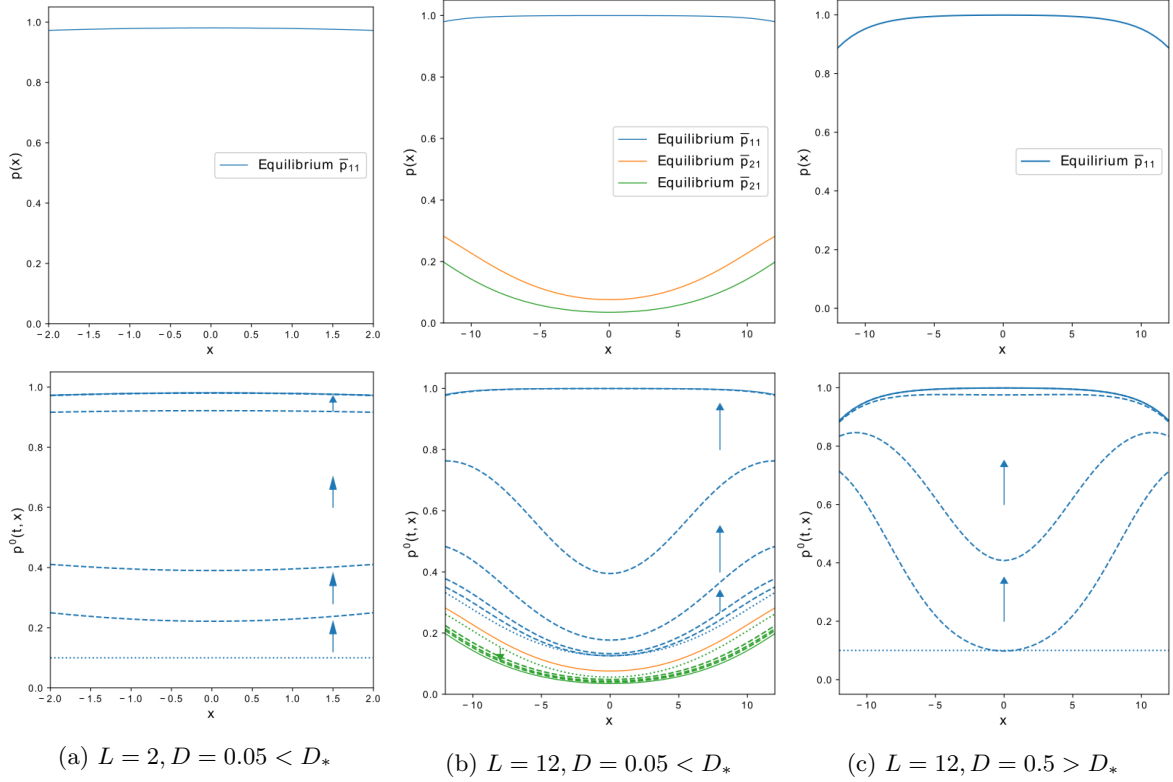 1.0
0.8
0.6
0.4
0.2
0.0
p(x)
−2.0 −1.5 −1.0 −0.5 0.0 0.5 1.0 1.5 2.0
x
Equilibrium p̅₁₁
1.0
0.8
0.6
0.4
0.2
0.0
p(x)
−10 −5 0 5 10
x
Equilibrium p̅₁₁
Equilibrium p̅₂₁
Equilibrium p̅₂₁
1.0
0.8
0.6
0.4
0.2
0.0
p(x)
−10 −5 0 5 10
x
Equilirium p̅₁₁
1.0
0.8
0.6
0.4
0.2
0.0
p⁰(t, x)
−2.0 −1.5 −1.0 −0.5 0.0 0.5 1.0 1.5 2.0
x
1.0
0.8
0.6
0.4
0.2
0.0
p⁰(t, x)
−10 −5 0 5 10
x
1.0
0.8
0.6
0.4
0.2
0.0
p⁰(t, x)
−10 −5 0 5 10
x
(a) L = 2, D = 0.05 < D∗
(b) L = 12, D = 0.05 < D∗
(c) L = 12, D = 0.5 > D∗